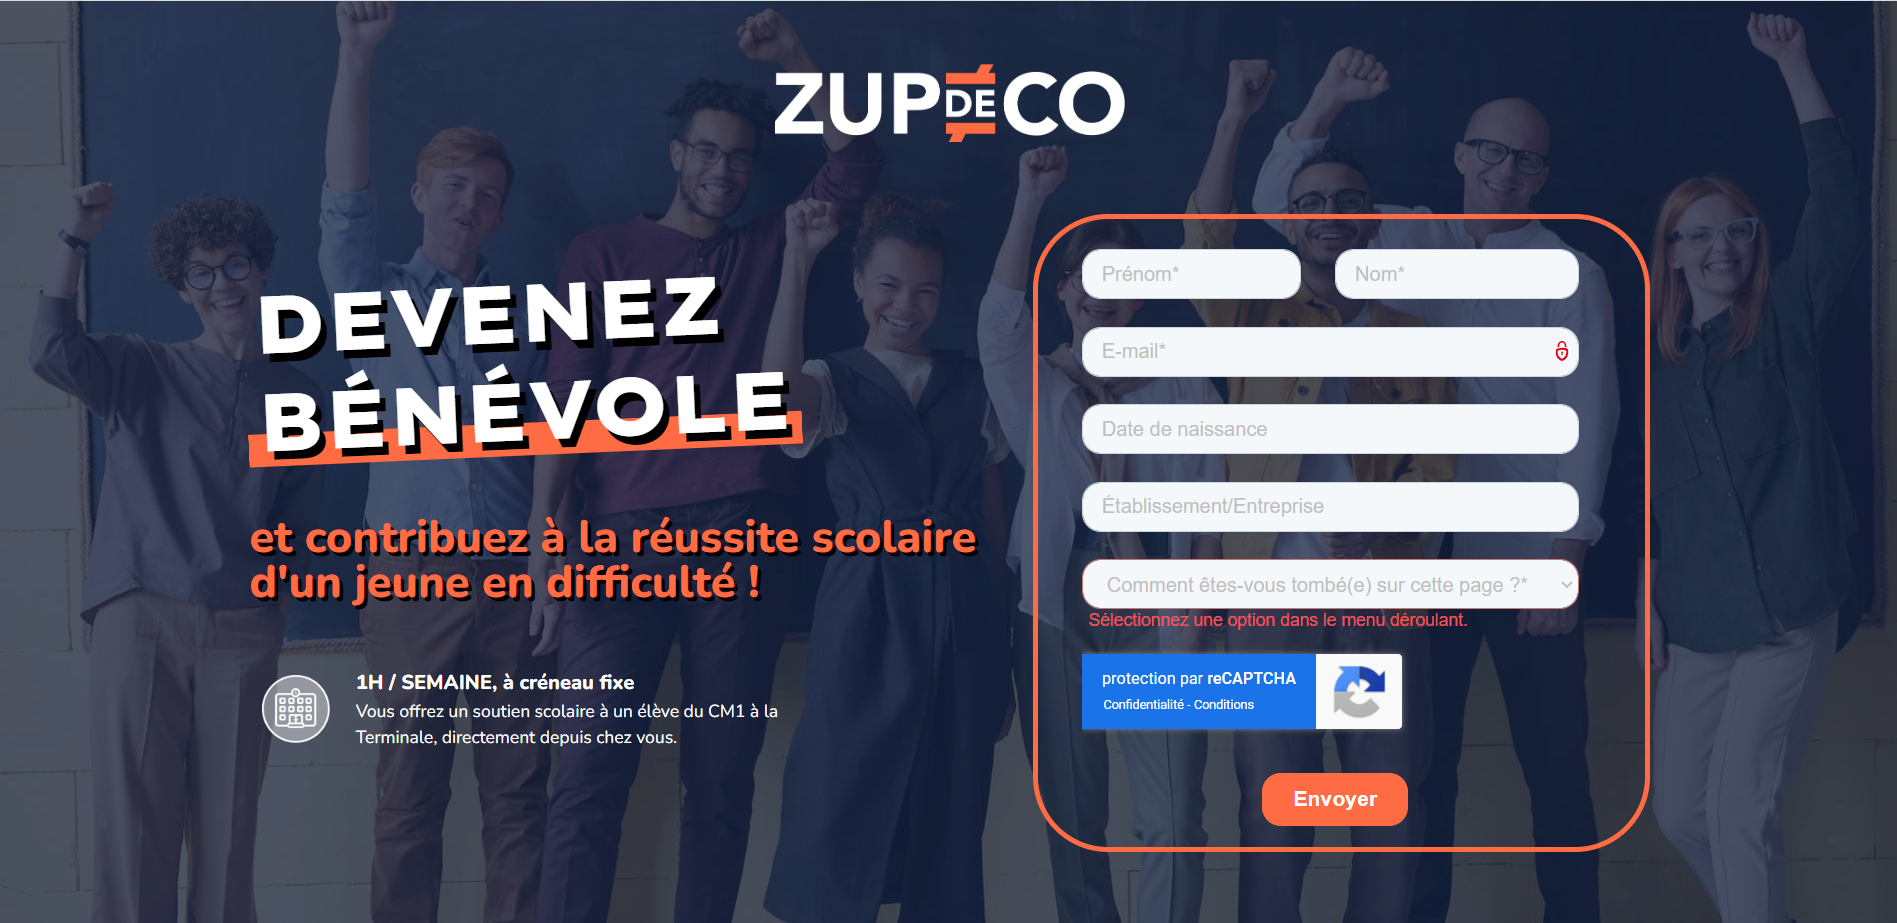 ZUPDECO
DEVENEZ
BÉNÉVOLE
et contribuez à la réussite scolaire
d'un jeune en difficulté !
1H / SEMAINE, à créneau fixe
Vous offrez un soutien scolaire à un élève du CM1 à la
Terminale, directement depuis chez vous.
Prénom*
Nom*
E-mail*
Date de naissance
Établissement/Entreprise
Comment êtes-vous tombé(e) sur cette page ?*
Sélectionnez une option dans le menu déroulant.
protection par reCAPTCHA
Confidentialité - Conditions
Envoyer